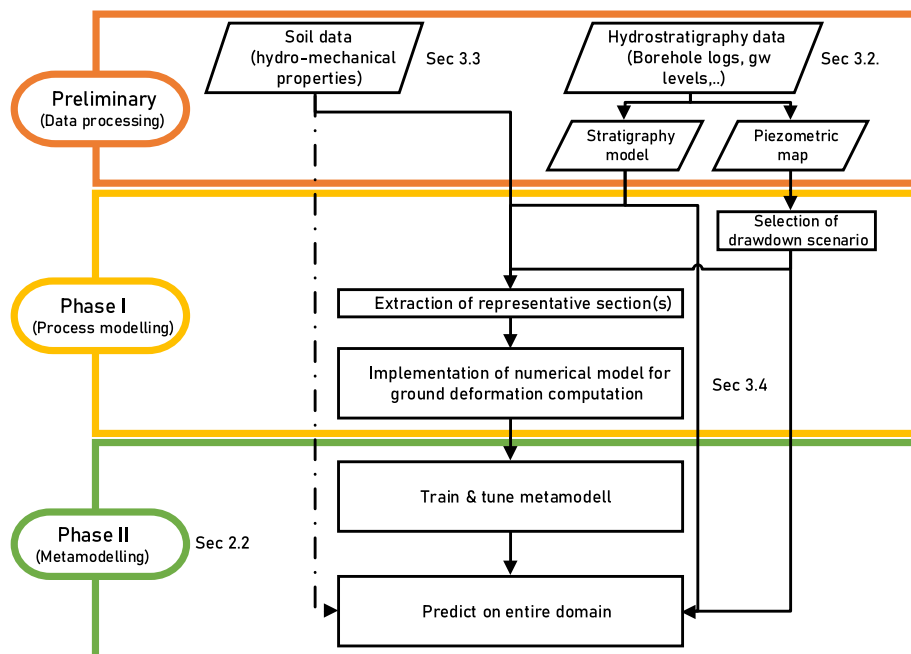 Soil data
(hydro-mechanical
properties)
Sec 3.3
Hydrostratigraphy data
(Borehole logs, gw
levels,..)
Sec 3.2.
Preliminary
(Data processing)
Stratigraphy
model
Piezometric
map
Selection of
drawdown scenario
Phase I
(Process modelling)
Extraction of representative section(s)
Implementation of numerical model for
ground deformation computation
Sec 3.4
Train & tune metamodell
Phase II
(Metamodelling)
Sec 2.2
Predict on entire domain